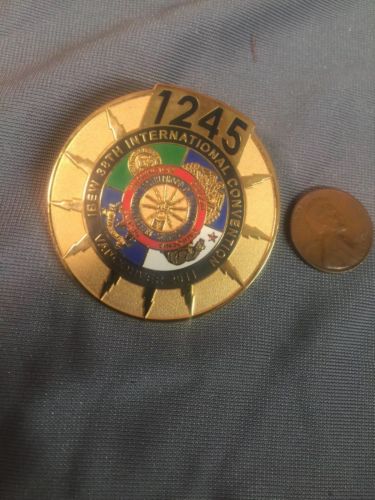 1245
IBEW 38TH INTERNATIONAL CONVENTION
VANCOUVER 2011